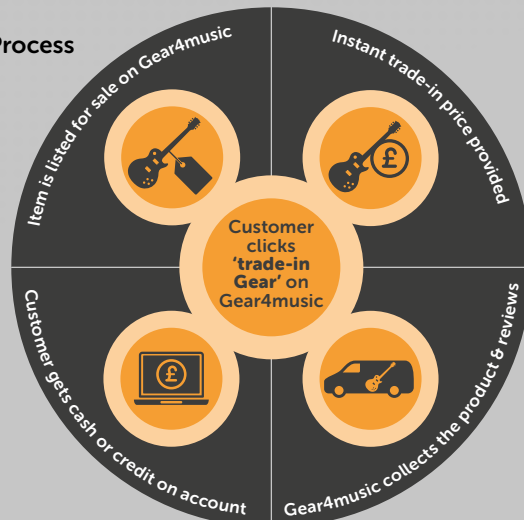 Process
Item is listed for sale on Gear4music
Instant trade-in price provided
£
Customer
clicks
‘trade-in
Gear’ on
Gear4music
£
Customer gets cash or credit on account
Gear4music collects the product & reviews